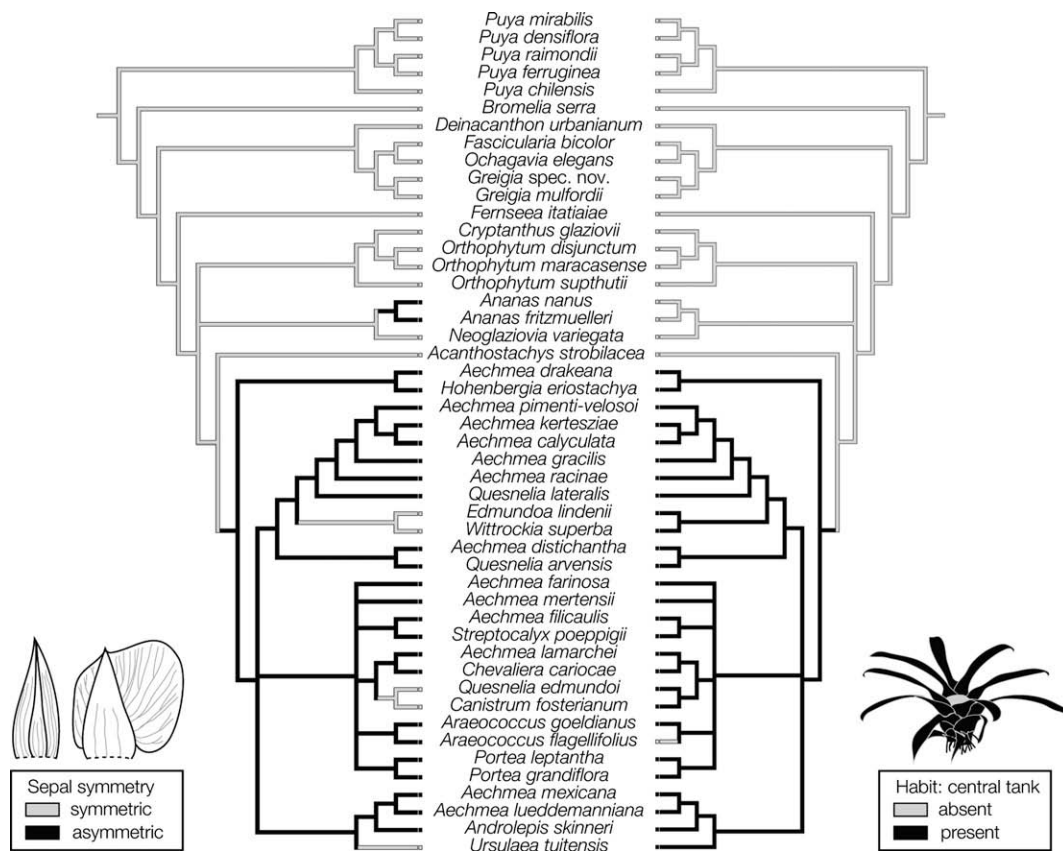 Puya mirabilis
Puya densiflora
Puya raimondii
Puya ferruginea
Puya chilensis
Bromelia serra
Deinacanthon urbanianum
Fascicularia bicolor
Ochagavia elegans
Greigia spec. nov.
Greigia mulfordii
Fernseea itatiaiae
Cryptanthus glaziovii
Orthophytum disjunctum
Orthophytum maracasense
Orthophytum supthutii
Ananas nanus
Ananas fritzmuelleri
Neoglaziovia variegata
Acanthostachys strobilacea
Aechmea drakeana
Hohenbergia eriostachya
Aechmea pimenti-velosoi
Aechmea kertesziae
Aechmea calyculata
Aechmea gracilis
Aechmea racinae
Quesnelia lateralis
Edmundoa lindenii
Wittrockia superba
Aechmea distichantha
Quesnelia arvensis
Aechmea farinosa
Aechmea mertensii
Aechmea filicaulis
Streptocalyx poeppigii
Aechmea lamarchei
Chevaliera cariocae
Quesnelia edmundoi
Canistrum fosterianum
Araeococcus goeldianus
Araeococcus flagellifolius
Portea leptantha
Portea grandiflora
Aechmea mexicana
Aechmea lueddemanniana
Androlepis skinneri
Ursulaea tuitensis
Sepal symmetry
symmetric
asymmetric
Habit: central tank
absent
present